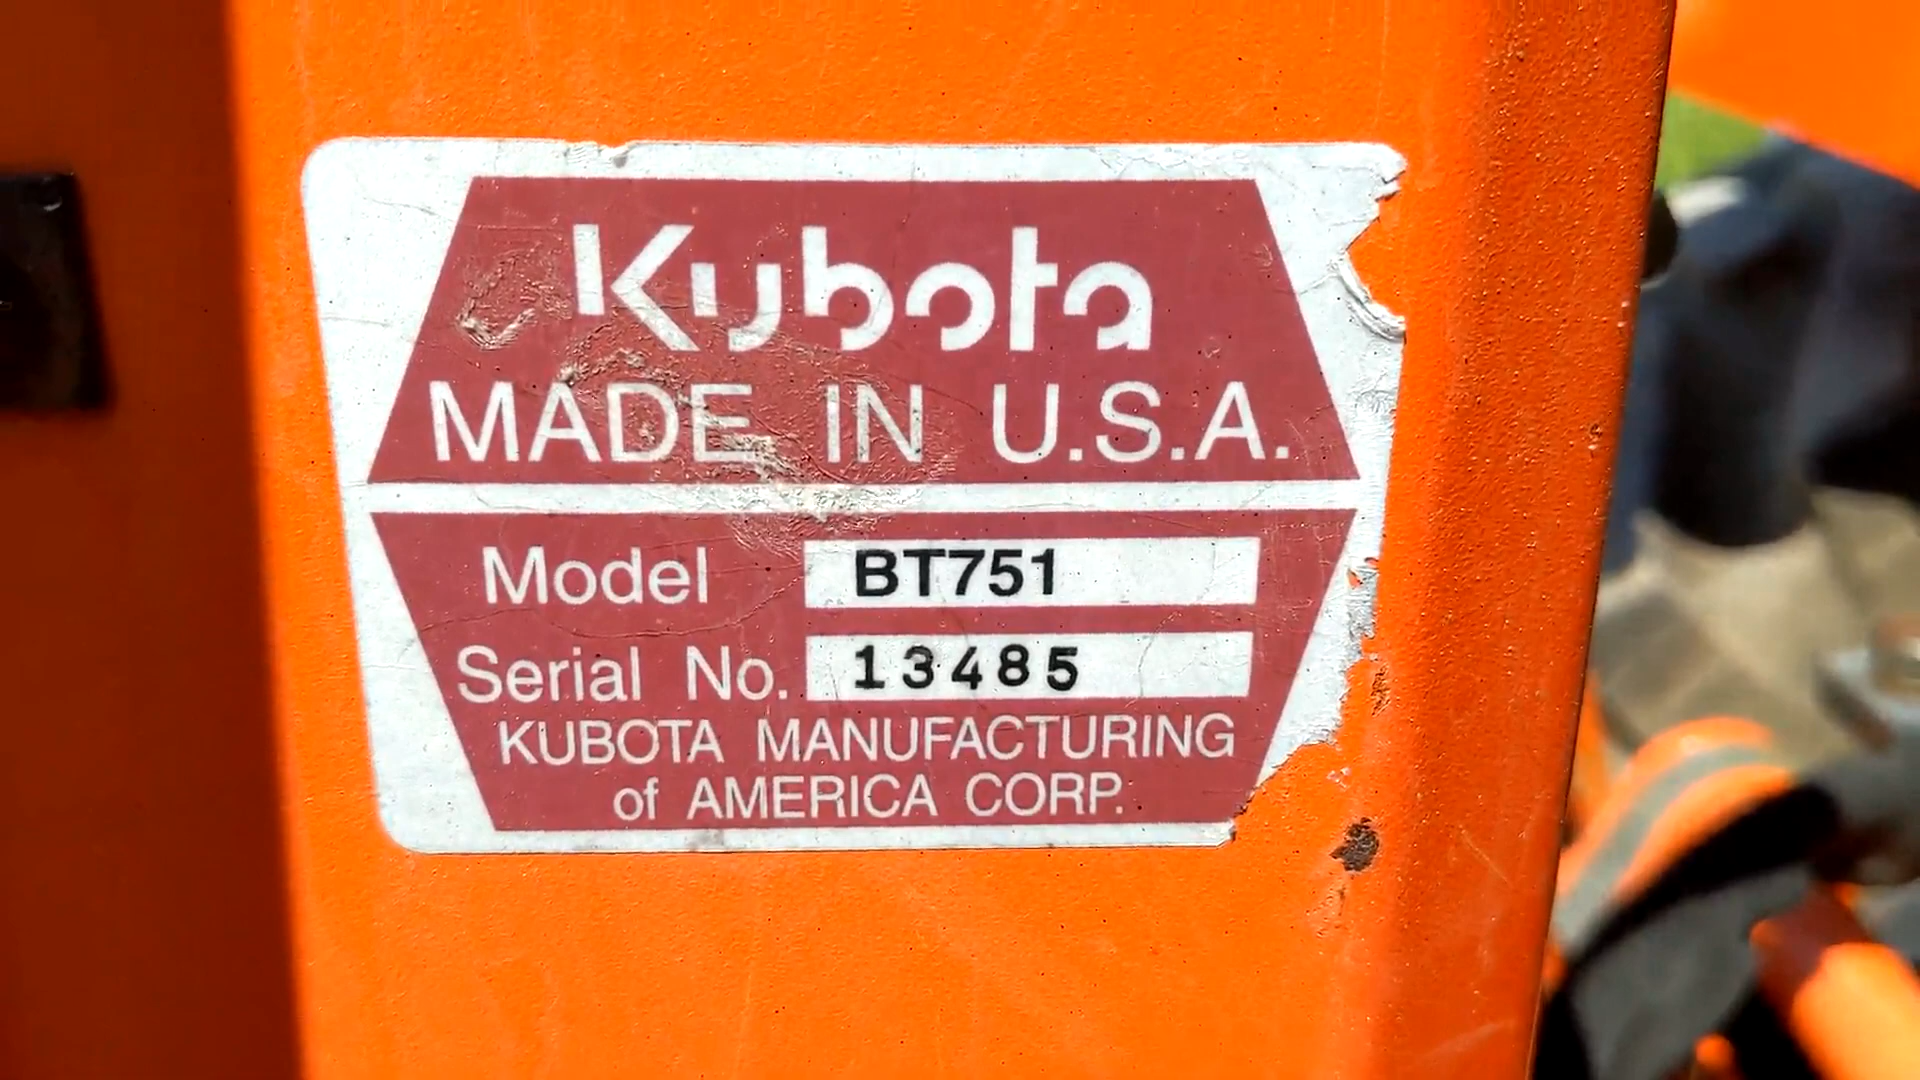 Kubota
MADE IN U.S.A.
Model BT751
Serial No. 13485
KUBOTA MANUFACTURING
of AMERICA CORP.